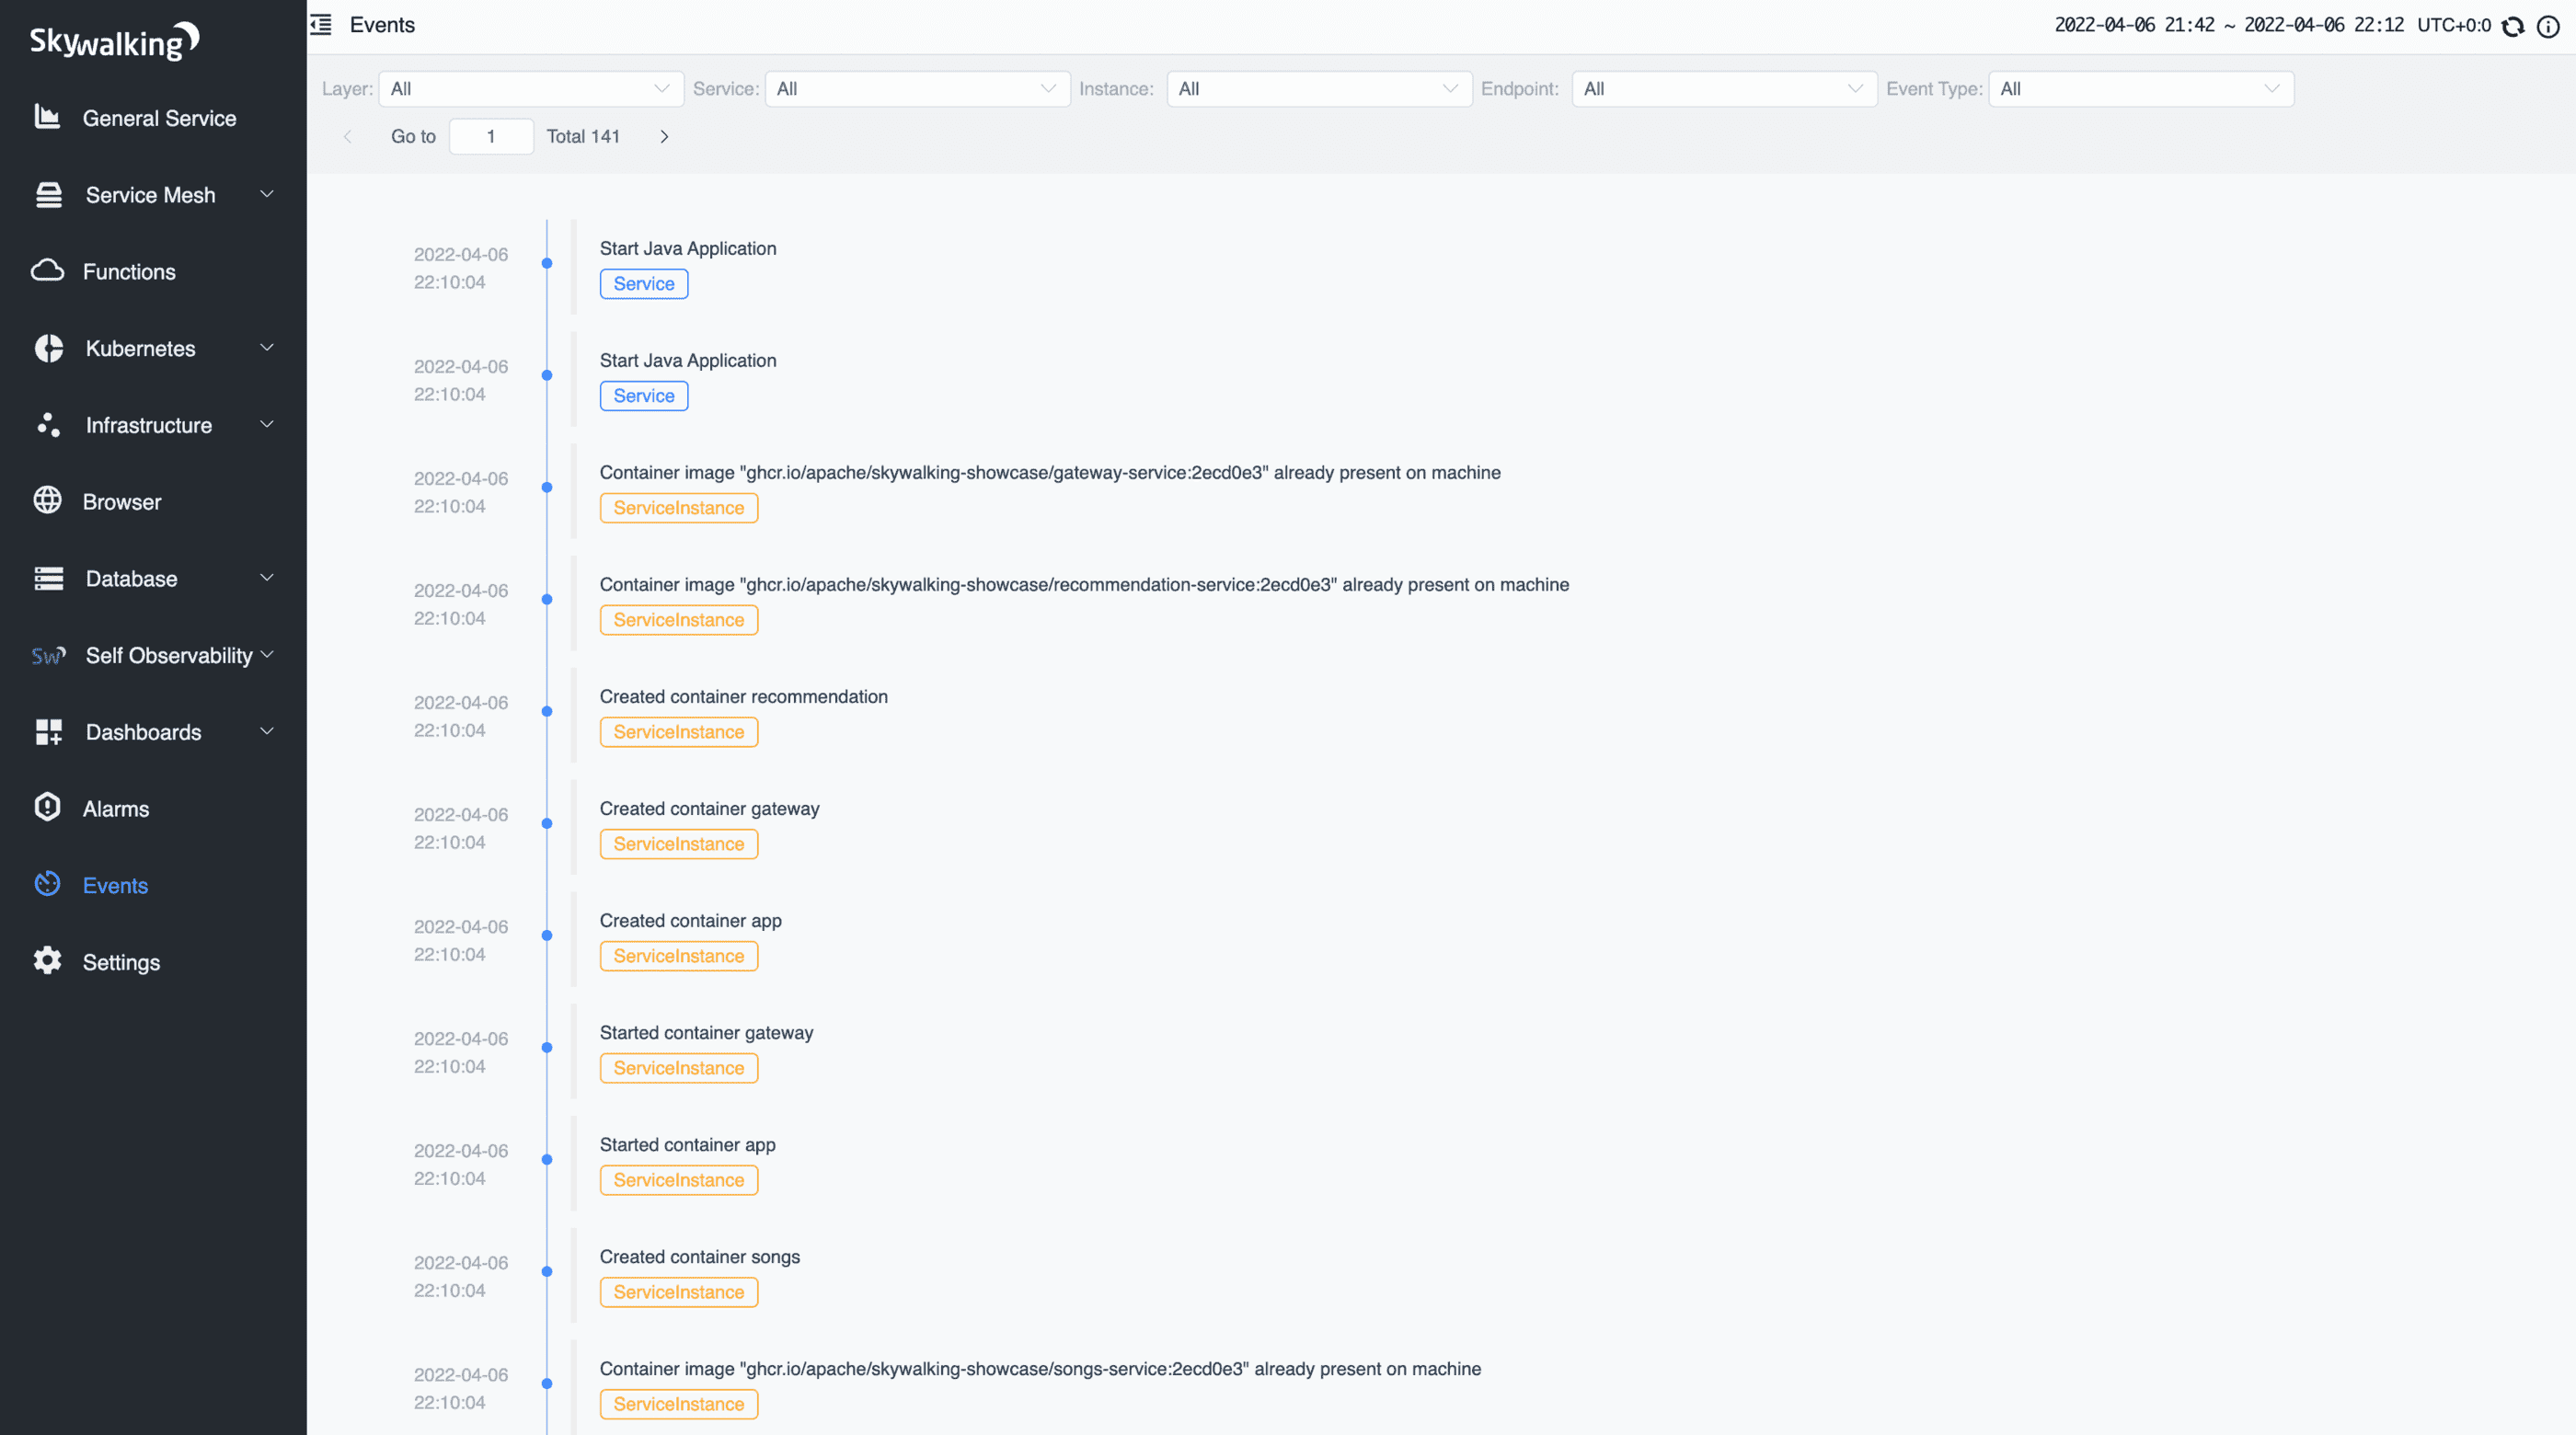 Skywalking
General Service
Service Mesh
Functions
Kubernetes
Infrastructure
Browser
Database
SW Self Observability
Dashboards
Alarms
Events
Settings
Events
2022-04-06 21:42 ~ 2022-04-06 22:12 UTC+0:0
Layer: All Service: All Instance: All Endpoint: All Event Type: All
Go to 1 Total 141
2022-04-06
22:10:04
Start Java Application
Service
2022-04-06
22:10:04
Start Java Application
Service
2022-04-06
22:10:04
Container image "ghcr.io/apache/skywalking-showcase/gateway-service:2ecd0e3" already present on machine
ServiceInstance
2022-04-06
22:10:04
Container image "ghcr.io/apache/skywalking-showcase/recommendation-service:2ecd0e3" already present on machine
ServiceInstance
2022-04-06
22:10:04
Created container recommendation
ServiceInstance
2022-04-06
22:10:04
Created container gateway
ServiceInstance
2022-04-06
22:10:04
Created container app
ServiceInstance
2022-04-06
22:10:04
Started container gateway
ServiceInstance
2022-04-06
22:10:04
Started container app
ServiceInstance
2022-04-06
22:10:04
Created container songs
ServiceInstance
2022-04-06
22:10:04
Container image "ghcr.io/apache/skywalking-showcase/songs-service:2ecd0e3" already present on machine
ServiceInstance